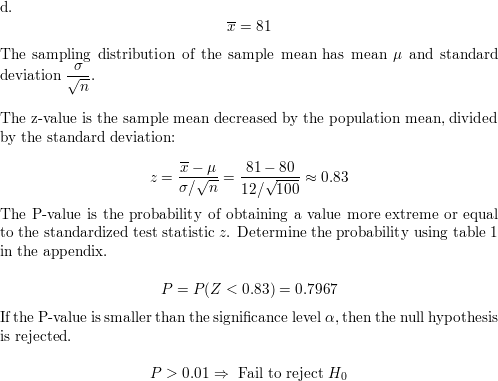 d.
x̅ = 81
The sampling distribution of the sample mean has mean μ and standard
deviation σ/√n.
The z-value is the sample mean decreased by the population mean, divided
by the standard deviation:
z = (x̅ − μ)/(σ/√n) = (81 − 80)/(12/√100) ≈ 0.83
The P-value is the probability of obtaining a value more extreme or equal
to the standardized test statistic z. Determine the probability using table 1
in the appendix.
P = P(Z < 0.83) = 0.7967
If the P-value is smaller than the significance level α, then the null hypothesis
is rejected.
P > 0.01 ⇒ Fail to reject H₀